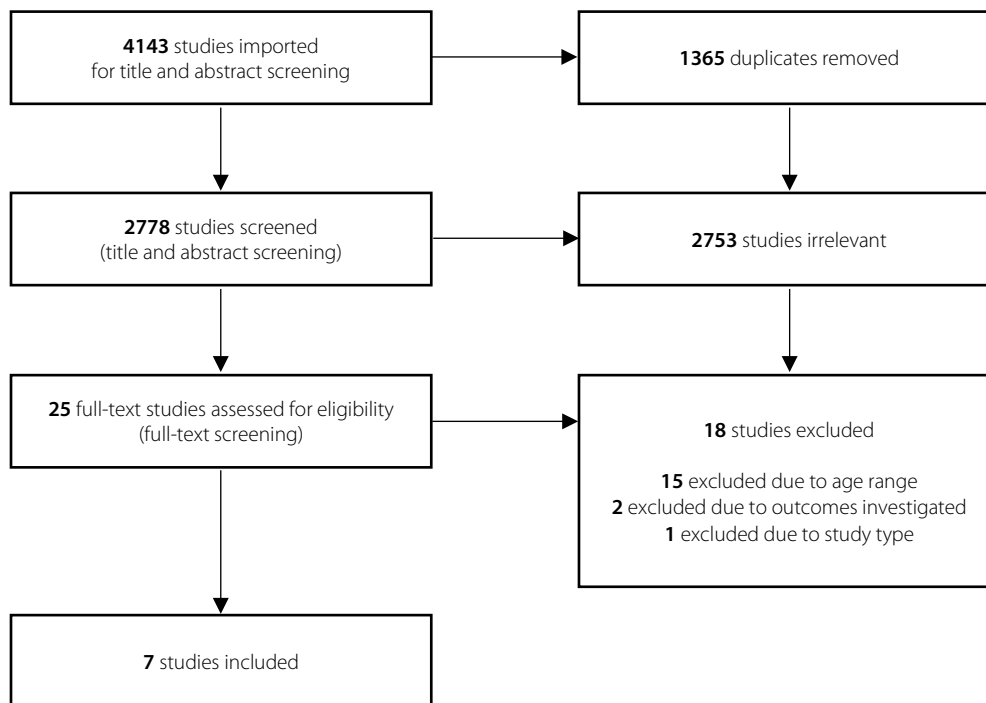 4143 studies imported
for title and abstract screening
1365 duplicates removed
2778 studies screened
(title and abstract screening)
2753 studies irrelevant
25 full-text studies assessed for eligibility
(full-text screening)
18 studies excluded
15 excluded due to age range
2 excluded due to outcomes investigated
1 excluded due to study type
7 studies included